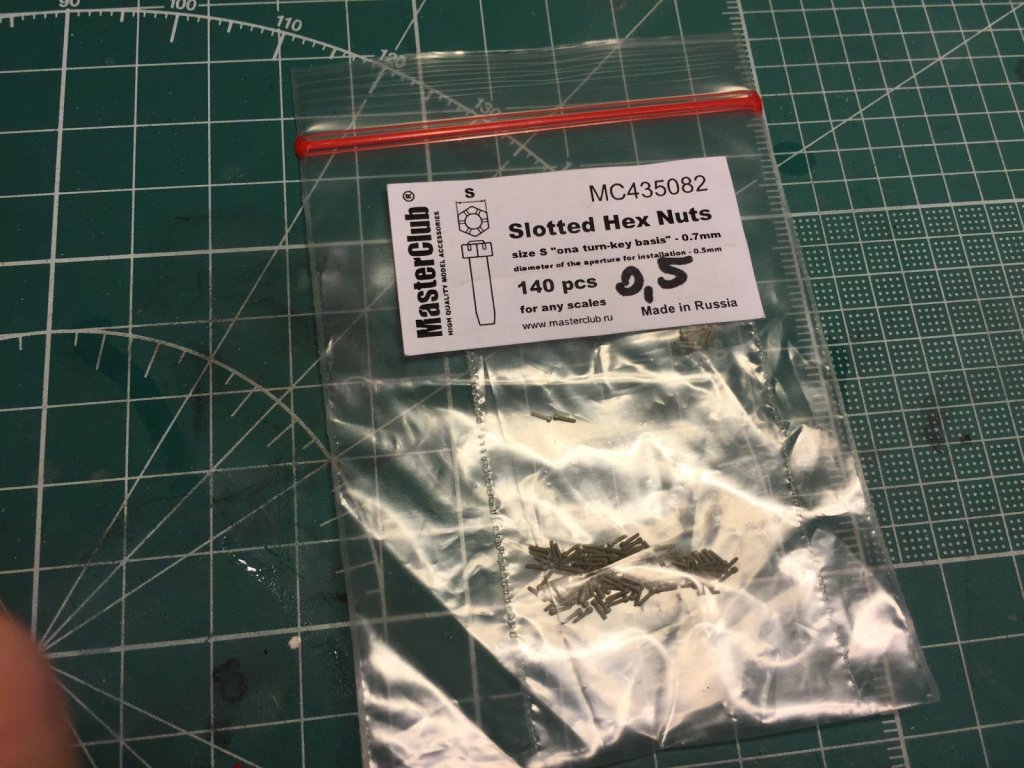 90
100
110
120
130
MasterClub®
HIGH QUALITY MODEL ACCESSORIES
S
MC435082
Slotted Hex Nuts
size S "ona turn-key basis" - 0.7mm
diameter of the aperture for installation - 0.5mm
140 pcs
0,5
for any scales
Made in Russia
www.masterclub.ru